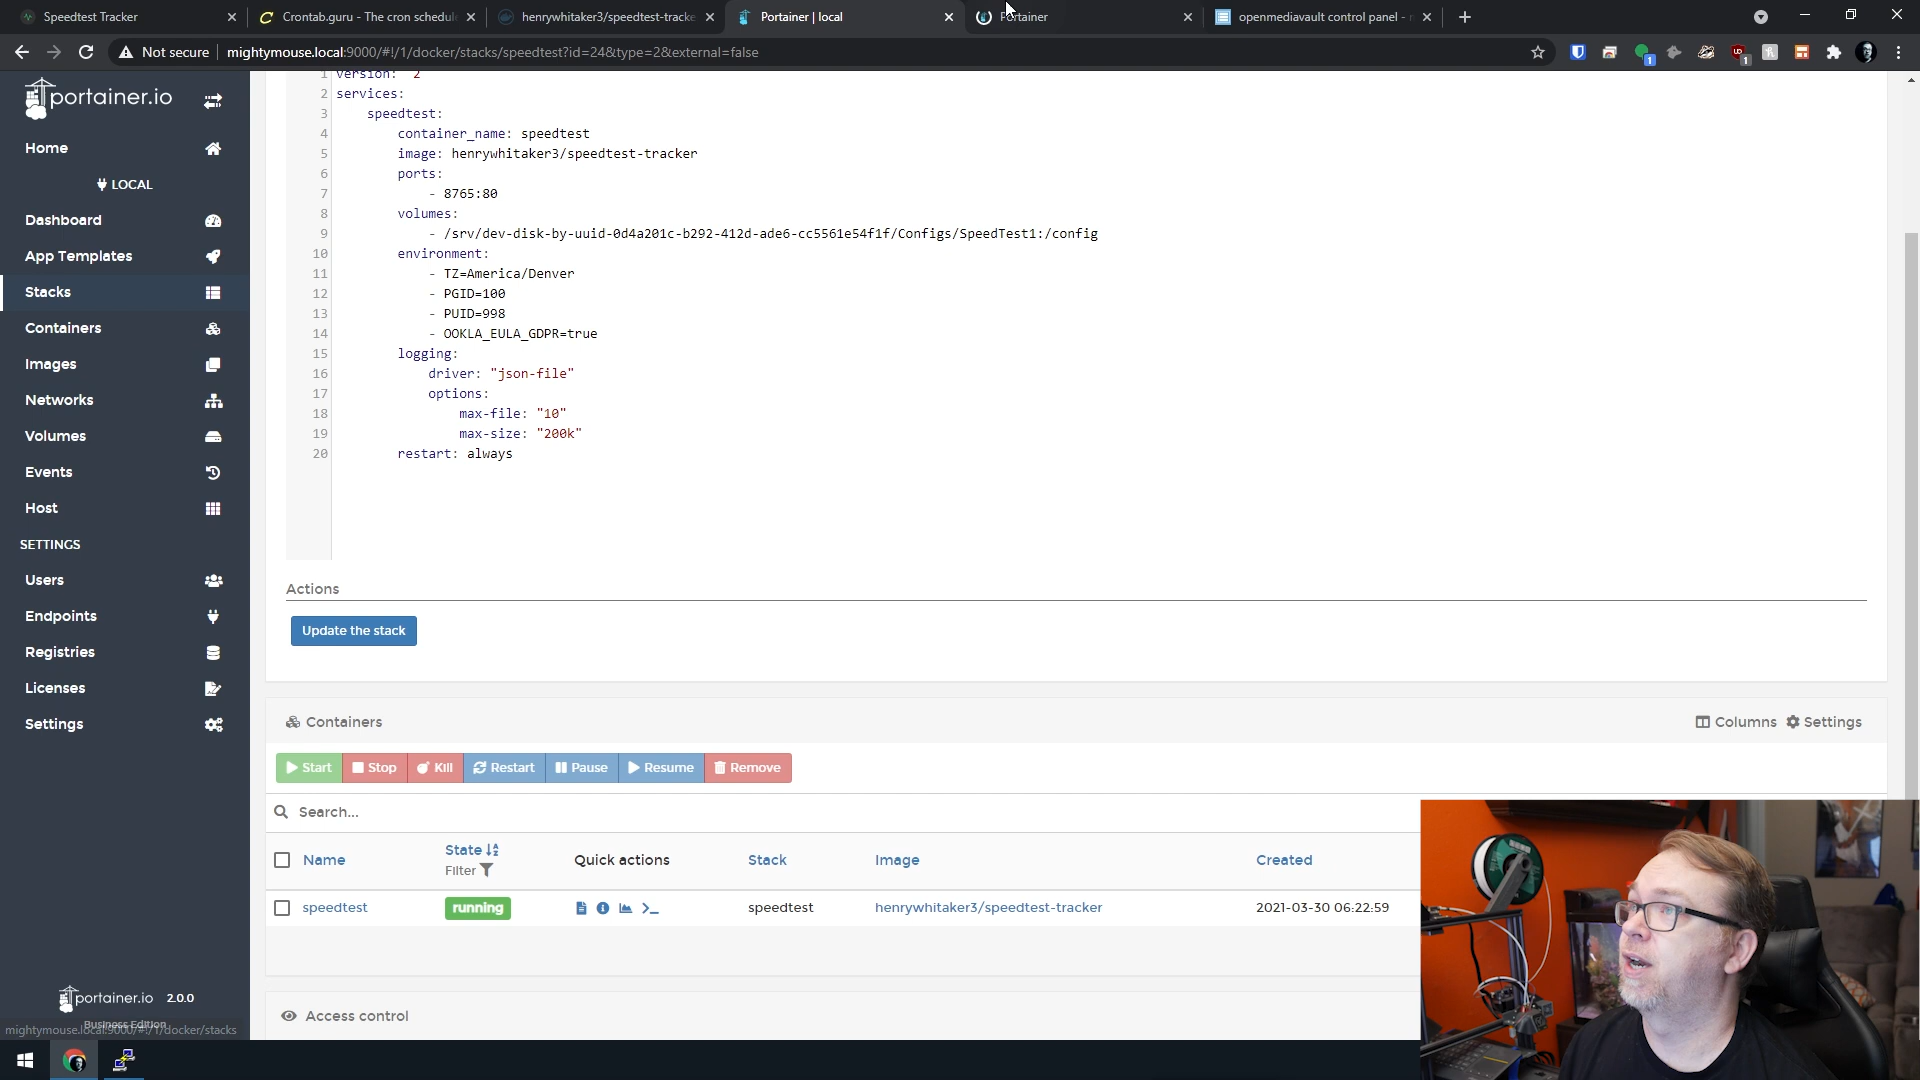 Speedtest Tracker
Crontab.guru - The cron schedule
henrywhitaker3/speedtest-tracke
Portainer | local
Portainer
openmediavault control panel -
Not secure
mightymouse.local:9000/#!/1/docker/stacks/speedtest?id=24&type=2&external=false
portainer.io
Home
LOCAL
Dashboard
App Templates
Stacks
Containers
Images
Networks
Volumes
Events
Host
SETTINGS
Users
Endpoints
Registries
Licenses
Settings
portainer.io 2.0.0
Business Edition
mightymouse.local:9000/#!/1/docker/stacks
1 version: 2
2 services:
3 speedtest:
4 container_name: speedtest
5 image: henrywhitaker3/speedtest-tracker
6 ports:
7 - 8765:80
8 volumes:
9 - /srv/dev-disk-by-uuid-0d4a201c-b292-412d-ade6-cc5561e54f1f/Configs/SpeedTest1:/config
10 environment:
11 - TZ=America/Denver
12 - PGID=100
13 - PUID=998
14 - OOKLA_EULA_GDPR=true
15 logging:
16 driver: "json-file"
17 options:
18 max-file: "10"
19 max-size: "200k"
20 restart: always
Actions
Update the stack
Containers
Columns Settings
Start Stop Kill Restart Pause Resume Remove
Search...
Name State Filter Quick actions Stack Image Created
speedtest running speedtest henrywhitaker3/speedtest-tracker 2021-03-30 06:22:59
Access control